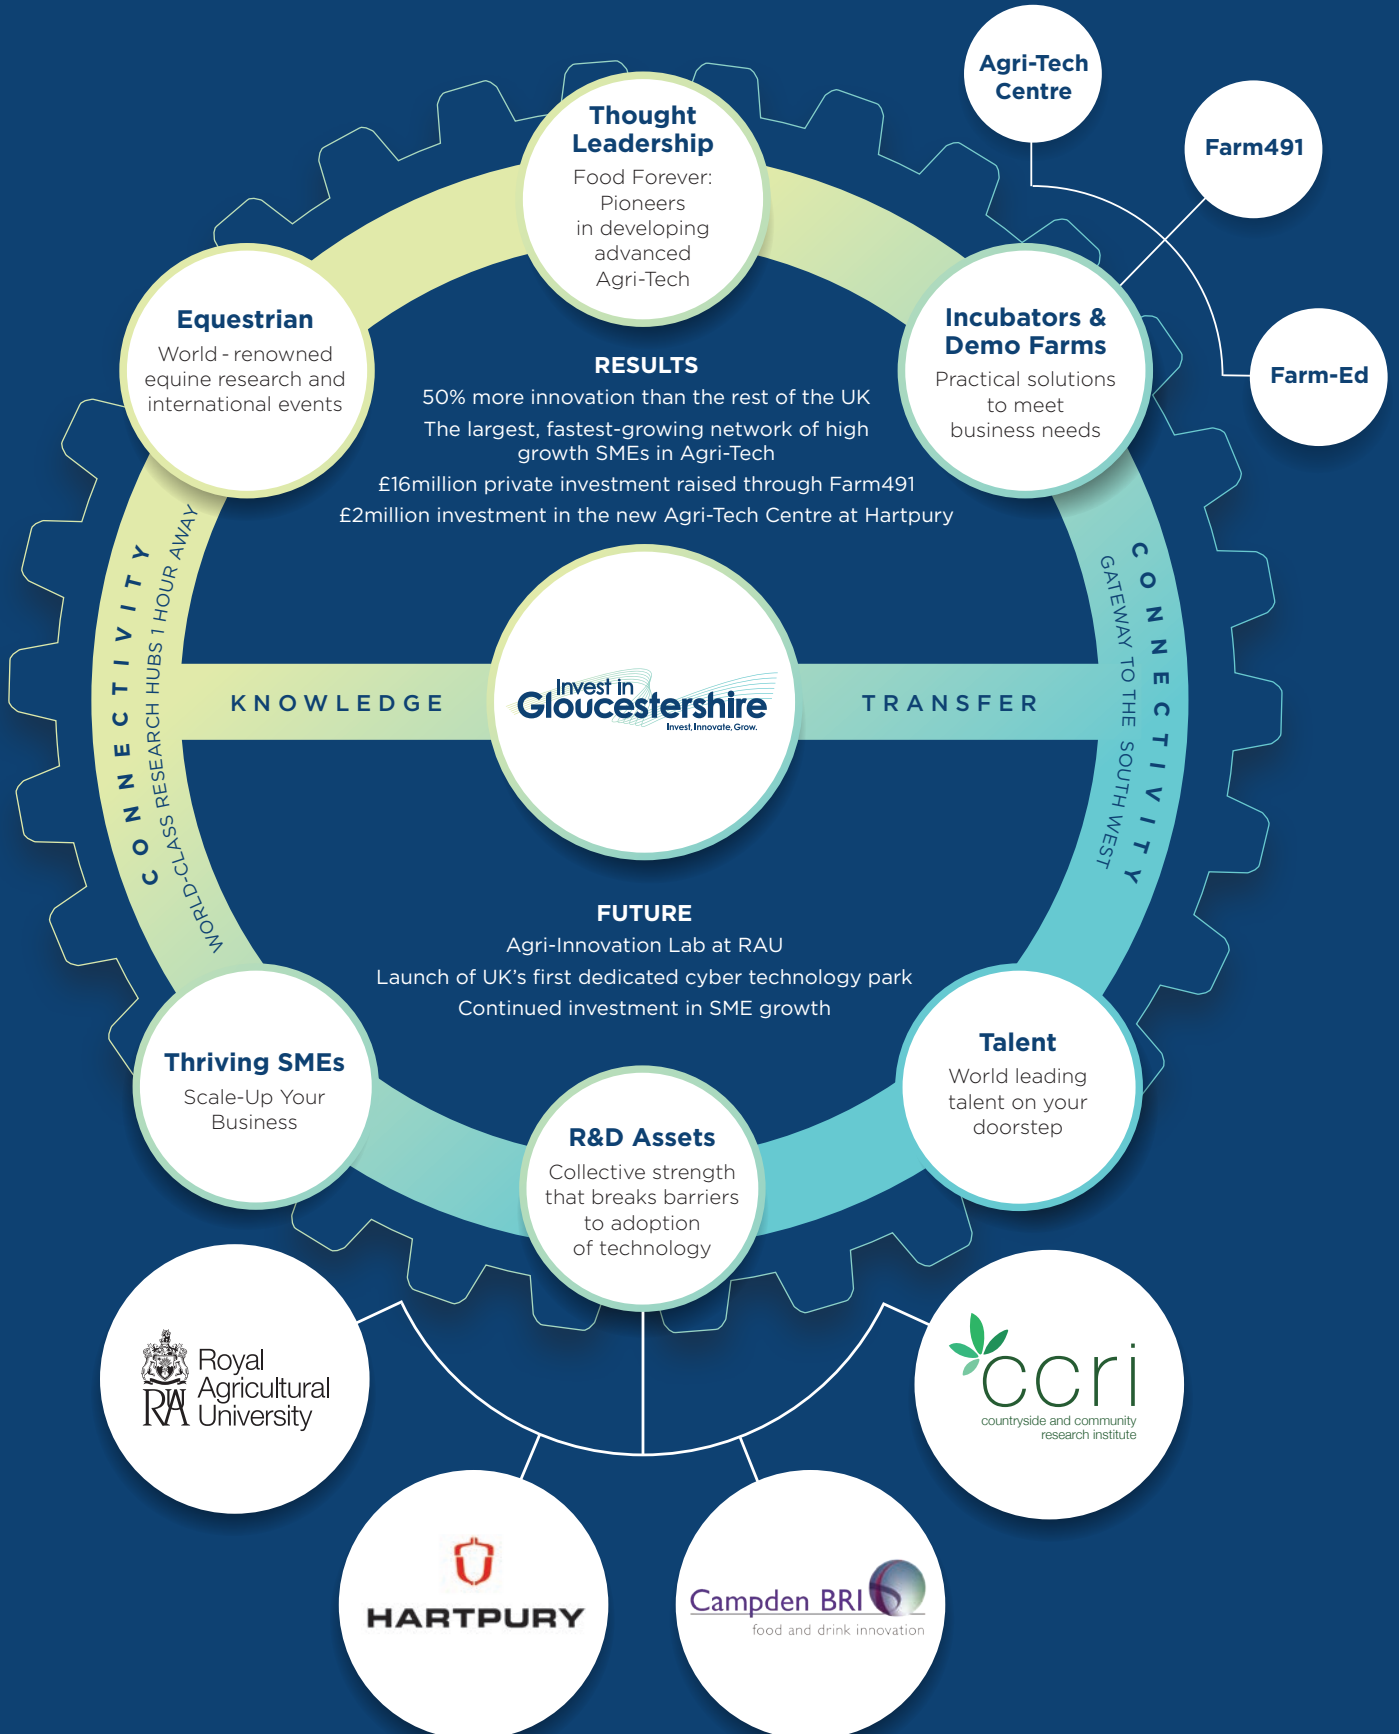 Agri-Tech
Centre
Farm491
Farm-Ed
Thought
Leadership
Food Forever:
Pioneers
in developing
advanced
Agri-Tech
Equestrian
World - renowned
equine research and
international events
Incubators &
Demo Farms
Practical solutions
to meet
business needs
RESULTS
50% more innovation than the rest of the UK
The largest, fastest-growing network of high
growth SMEs in Agri-Tech
£16million private investment raised through Farm491
£2million investment in the new Agri-Tech Centre at Hartpury
CONNECTIVITY
WORLD-CLASS RESEARCH HUBS 1 HOUR AWAY
KNOWLEDGE
Invest in
Gloucestershire
Invest, Innovate, Grow.
TRANSFER
CONNECTIVITY
GATEWAY TO THE SOUTH WEST
FUTURE
Agri-Innovation Lab at RAU
Launch of UK's first dedicated cyber technology park
Continued investment in SME growth
Thriving SMEs
Scale-Up Your
Business
R&D Assets
Collective strength
that breaks barriers
to adoption
of technology
Talent
World leading
talent on your
doorstep
RAU
Royal
Agricultural
University
HARTPURY
Campden BRI
food and drink innovation
ccri
countryside and community
research institute